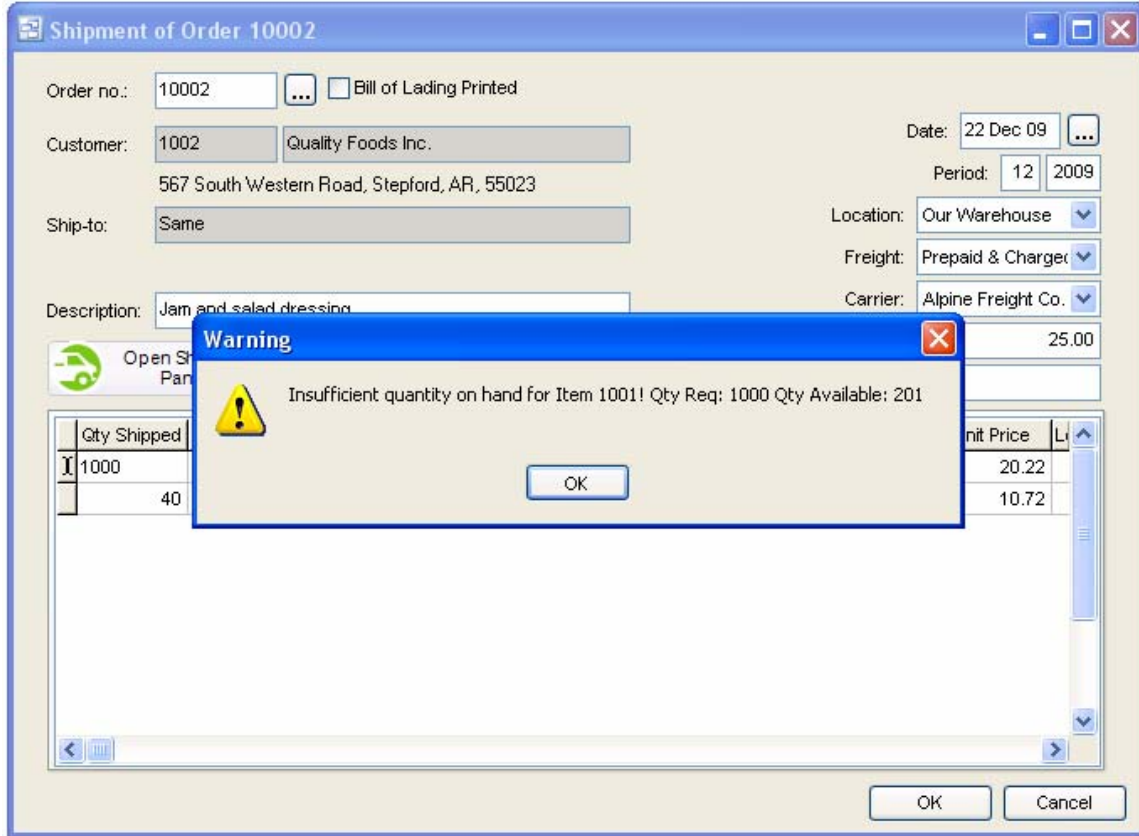 Shipment of Order 10002
Order no.: 10002 ... Bill of Lading Printed
Date: 22 Dec 09 ...
Customer: 1002 Quality Foods Inc.
Period: 12 2009
567 South Western Road, Stepford, AR, 55023
Location: Our Warehouse
Ship-to: Same
Freight: Prepaid & Charged
Carrier: Alpine Freight Co.
Description: Jam and salad dressing
25.00
Open Sh
Pan
Warning
Insufficient quantity on hand for Item 1001! Qty Req: 1000 Qty Available: 201
OK
Qty Shipped nit Price L
1000 20.22
40 10.72
OK Cancel